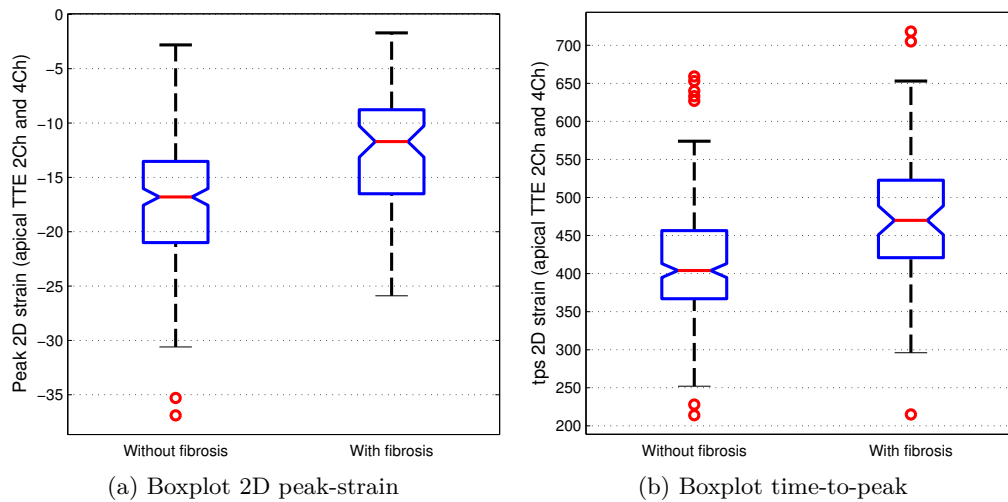 Peak 2D strain (apical TTE 2Ch and 4Ch)
0
−5
−10
−15
−20
−25
−30
−35
Without fibrosis
With fibrosis
(a) Boxplot 2D peak-strain
tps 2D strain (apical TTE 2Ch and 4Ch)
700
650
600
550
500
450
400
350
300
250
200
Without fibrosis
With fibrosis
(b) Boxplot time-to-peak